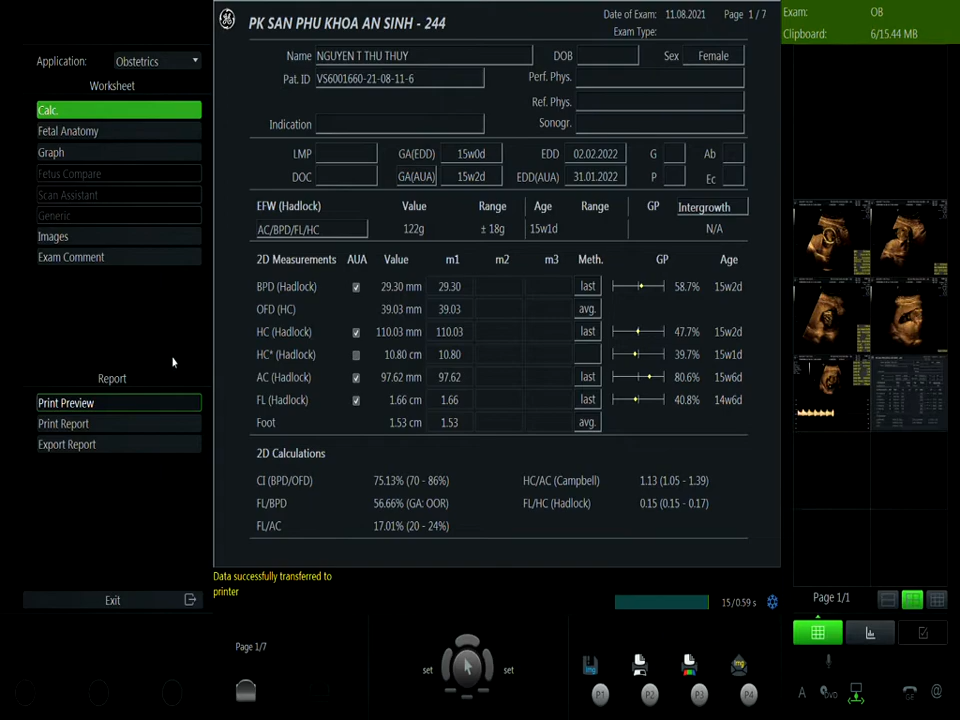 PK SAN PHU KHOA AN SINH - 244
Date of Exam: 11.08.2021 Page 1 / 7
Exam Type:
Exam: OB
Clipboard: 6/15.44 MB
Application: Obstetrics
Worksheet
Calc.
Fetal Anatomy
Graph
Fetus Compare
Scan Assistant
Generic
Images
Exam Comment
Report
Print Preview
Print Report
Export Report
Exit
Name NGUYEN T THU THUY DOB Sex Female
Pat. ID VS6001660-21-08-11-6 Perf. Phys.
Ref. Phys.
Indication Sonogr.
LMP GA(EDD) 15w0d EDD 02.02.2022 G Ab
DOC GA(AUA) 15w2d EDD(AUA) 31.01.2022 P Ec
EFW (Hadlock) Value Range Age Range GP Intergrowth
AC/BPD/FL/HC 122g ± 18g 15w1d N/A
2D Measurements AUA Value m1 m2 m3 Meth. GP Age
BPD (Hadlock) 29.30 mm 29.30 last 58.7% 15w2d
OFD (HC) 39.03 mm 39.03 avg.
HC (Hadlock) 110.03 mm 110.03 last 47.7% 15w2d
HC* (Hadlock) 10.80 cm 10.80 39.7% 15w1d
AC (Hadlock) 97.62 mm 97.62 last 80.6% 15w6d
FL (Hadlock) 1.66 cm 1.66 last 40.8% 14w6d
Foot 1.53 cm 1.53 avg.
2D Calculations
CI (BPD/OFD) 75.13% (70 - 86%) HC/AC (Campbell) 1.13 (1.05 - 1.39)
FL/BPD 56.66% (GA: OOR) FL/HC (Hadlock) 0.15 (0.15 - 0.17)
FL/AC 17.01% (20 - 24%)
Data successfully transferred to
printer
15/0.59 s
Page 1/1
Page 1/7
set set
P1 P2 P3 P4
A DVD @